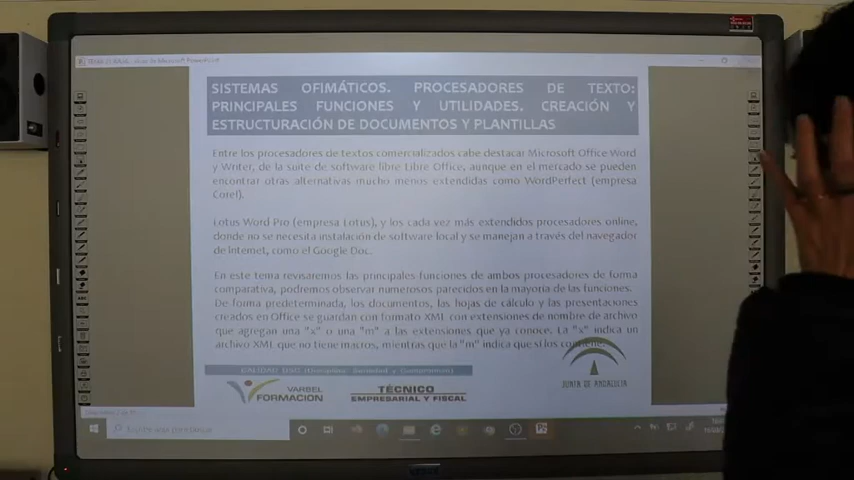 SISTEMAS OFIMÁTICOS. PROCESADORES DE TEXTO:
PRINCIPALES FUNCIONES Y UTILIDADES. CREACIÓN Y
ESTRUCTURACIÓN DE DOCUMENTOS Y PLANTILLAS
Entre los procesadores de textos comercializados cabe destacar Microsoft Office Word
y Writer, de la suite de software libre Libre Office, aunque en el mercado se pueden
encontrar otras alternativas mucho menos extendidas como WordPerfect (empresa
Corel).
Lotus Word Pro (empresa Lotus), y los cada vez más extendidos procesadores online,
donde no se necesita instalación de software local y se manejan a través del navegador
de Internet, como el Google Doc.
En este tema revisaremos las principales funciones de ambos procesadores de forma
comparativa, podremos observar numerosos parecidos en la mayoría de las funciones.
De forma predeterminada, los documentos, las hojas de cálculo y las presentaciones
creados en Office se guardan con formato XML con extensiones de nombre de archivo
que agregan una "x" o una "m" a las extensiones que ya conoce. La "x" indica un
archivo XML que no tiene macros, mientras que la "m" indica que sí los contiene.
VARBEL
FORMACIÓN
TÉCNICO
EMPRESARIAL Y FISCAL
JUNTA DE ANDALUCIA